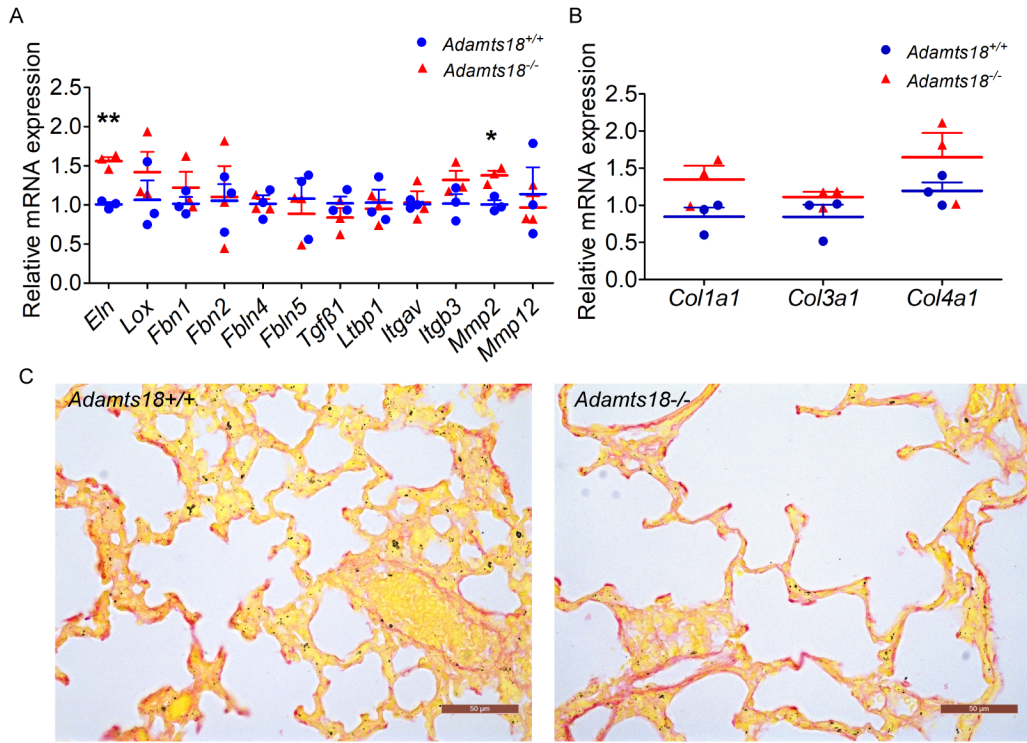 A
Adamts18+/+
Adamts18-/-
Relative mRNA expression
2.5
2.0
1.5
1.0
0.5
0.0
**
*
Eln
Lox
Fbn1
Fbn2
Fbln4
Fbln5
Tgfβ1
Ltbp1
Itgav
Itgb3
Mmp2
Mmp12
B
Adamts18+/+
Adamts18-/-
Relative mRNA expression
2.5
2.0
1.5
1.0
0.5
0.0
Col1a1
Col3a1
Col4a1
C
Adamts18+/+
50 µm
Adamts18-/-
50 µm